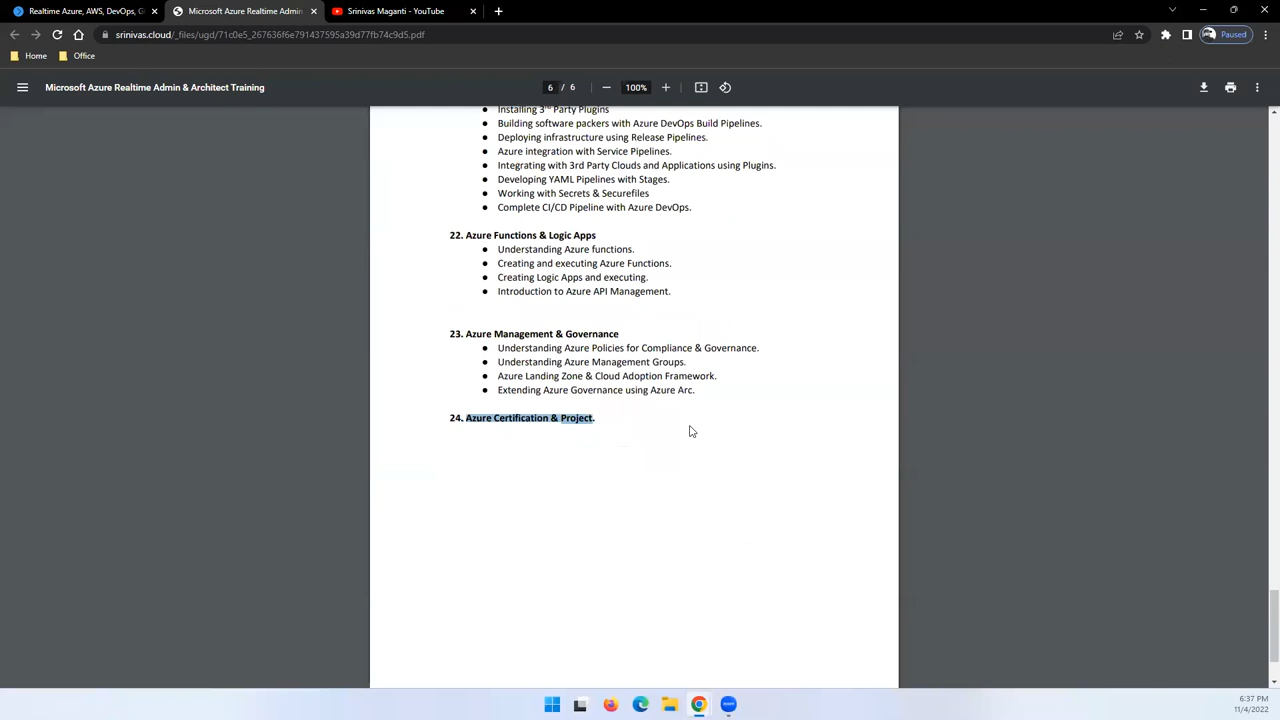 Realtime Azure, AWS, DevOps, G
Microsoft Azure Realtime Admin
Srinivas Maganti - YouTube
srinivas.cloud/_files/ugd/71c0e5_267636f6e791437595a39d77fb74c9d5.pdf
Paused
Home
Office
Microsoft Azure Realtime Admin & Architect Training
6 / 6
100%
● Installing 3rd Party Plugins
● Building software packers with Azure DevOps Build Pipelines.
● Deploying infrastructure using Release Pipelines.
● Azure integration with Service Pipelines.
● Integrating with 3rd Party Clouds and Applications using Plugins.
● Developing YAML Pipelines with Stages.
● Working with Secrets & Securefiles
● Complete CI/CD Pipeline with Azure DevOps.
22. Azure Functions & Logic Apps
● Understanding Azure functions.
● Creating and executing Azure Functions.
● Creating Logic Apps and executing.
● Introduction to Azure API Management.
23. Azure Management & Governance
● Understanding Azure Policies for Compliance & Governance.
● Understanding Azure Management Groups.
● Azure Landing Zone & Cloud Adoption Framework.
● Extending Azure Governance using Azure Arc.
24. Azure Certification & Project.
zoom
6:37 PM
11/4/2022